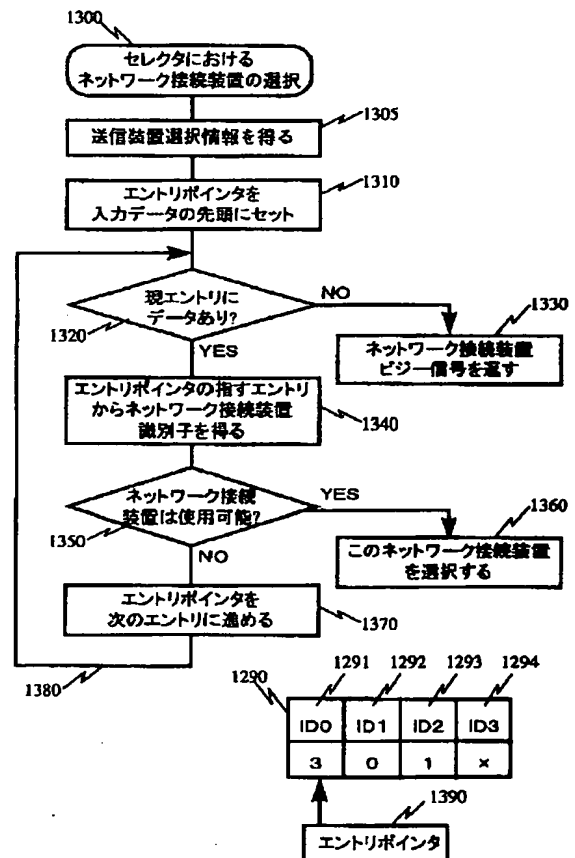 1300
セレクタにおける
ネットワーク接続装置の選択
1305
送信装置選択情報を得る
1310
エントリポインタを
入力データの先頭にセット
現エントリに
データあり?
NO
1320
YES
1330
ネットワーク接続装置
ビジー信号を返す
エントリポインタの指すエントリ
からネットワーク接続装置
識別子を得る
1340
ネットワーク接続
装置は使用可能?
YES
1350
NO
1360
このネットワーク接続装置
を選択する
エントリポインタを
次のエントリに進める
1370
1380
1290
1291 1292 1293 1294
ID0 ID1 ID2 ID3
3 0 1 ×
1390
エントリポインタ